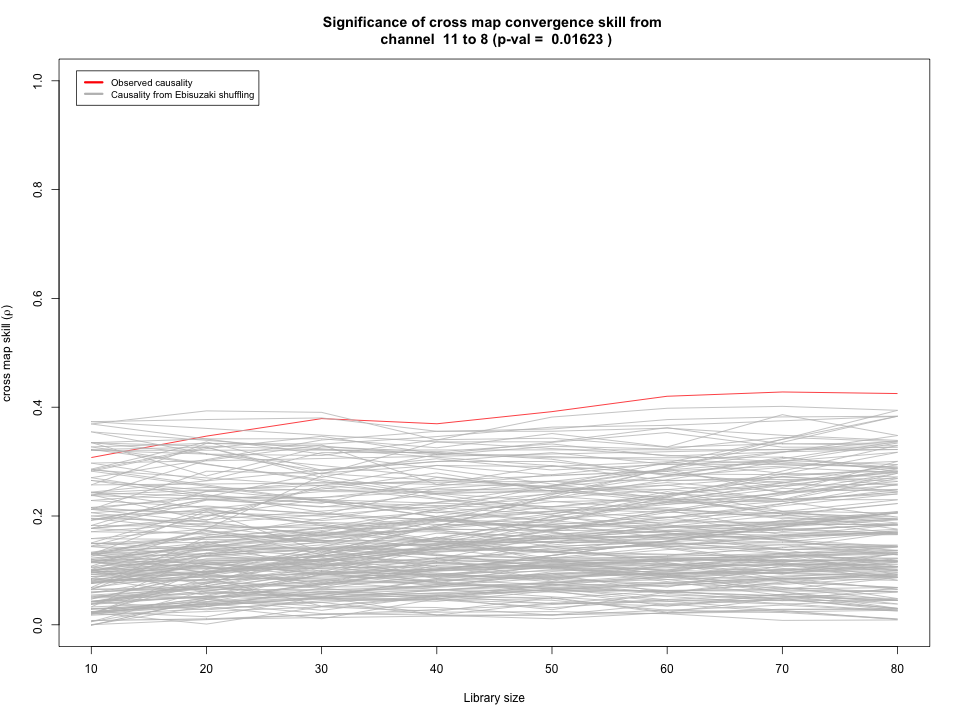 Significance of cross map convergence skill from
channel  11 to 8 (p-val =  0.01623 )
Observed causality
Causality from Ebisuzaki shuffling
cross map skill (ρ)
1.0
0.8
0.6
0.4
0.2
0.0
10 20 30 40 50 60 70 80
Library size